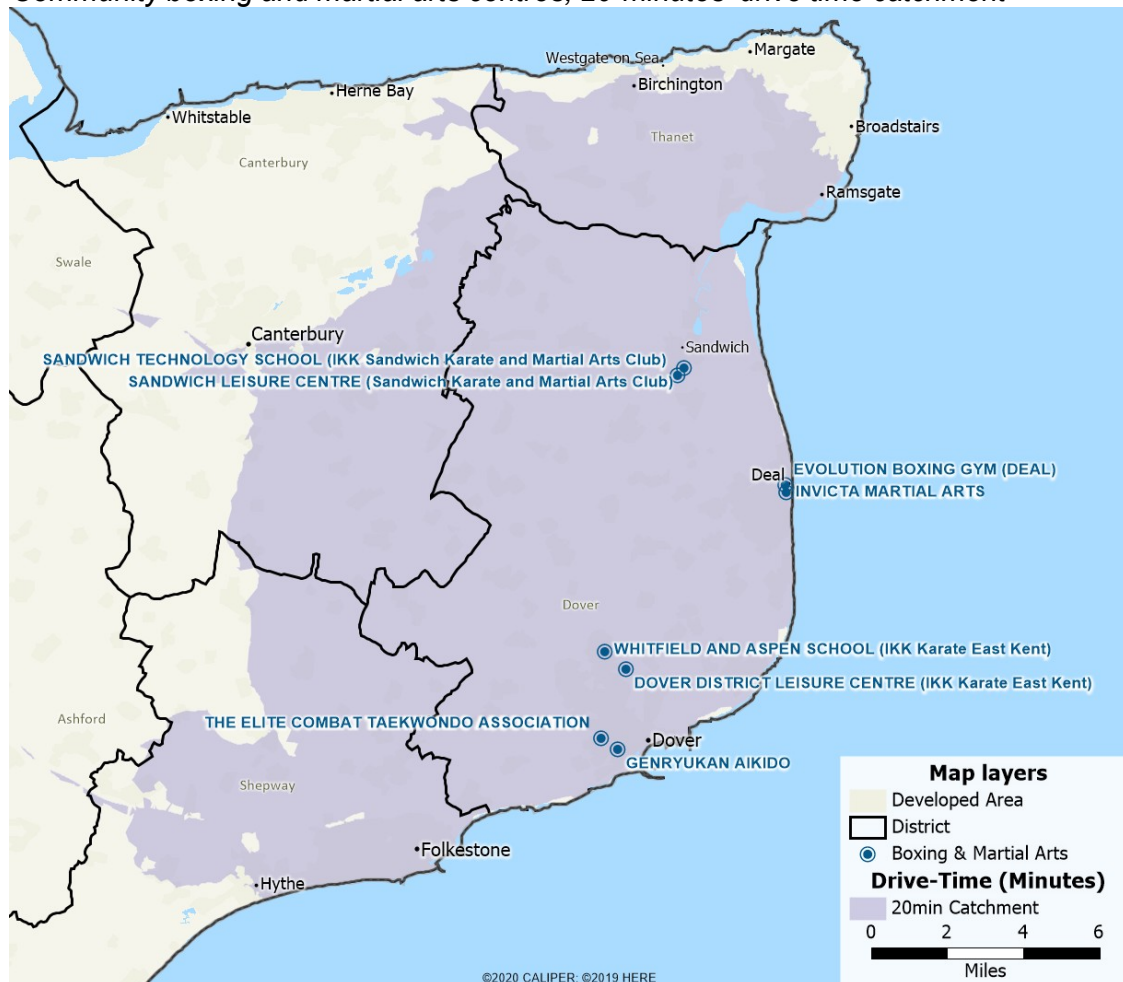 Community boxing and martial arts centres, 20 minutes' drive time catchment
Westgate on Sea
Margate
Birchington
Herne Bay
Whitstable
Thanet
Broadstairs
Canterbury
Ramsgate
Swale
Canterbury
Sandwich
SANDWICH TECHNOLOGY SCHOOL (IKK Sandwich Karate and Martial Arts Club)
SANDWICH LEISURE CENTRE (Sandwich Karate and Martial Arts Club)
Deal
EVOLUTION BOXING GYM (DEAL)
INVICTA MARTIAL ARTS
Dover
WHITFIELD AND ASPEN SCHOOL (IKK Karate East Kent)
DOVER DISTRICT LEISURE CENTRE (IKK Karate East Kent)
Ashford
THE ELITE COMBAT TAEKWONDO ASSOCIATION
Dover
GENRYUKAN AIKIDO
Shepway
Folkestone
Hythe
Map layers
Developed Area
District
Boxing & Martial Arts
Drive-Time (Minutes)
20min Catchment
0 2 4 6
Miles
©2020 CALIPER; ©2019 HERE